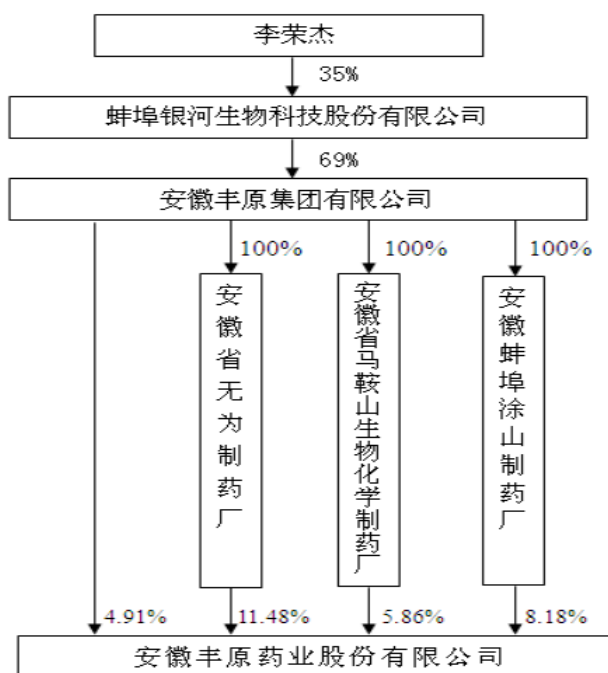 李荣杰
35%
蚌埠银河生物科技股份有限公司
69%
安徽丰原集团有限公司
100%
100%
100%
安徽省无为制药厂
安徽省马鞍山生物化学制药厂
安徽蚌埠涂山制药厂
4.91%
11.48%
5.86%
8.18%
安徽丰原药业股份有限公司